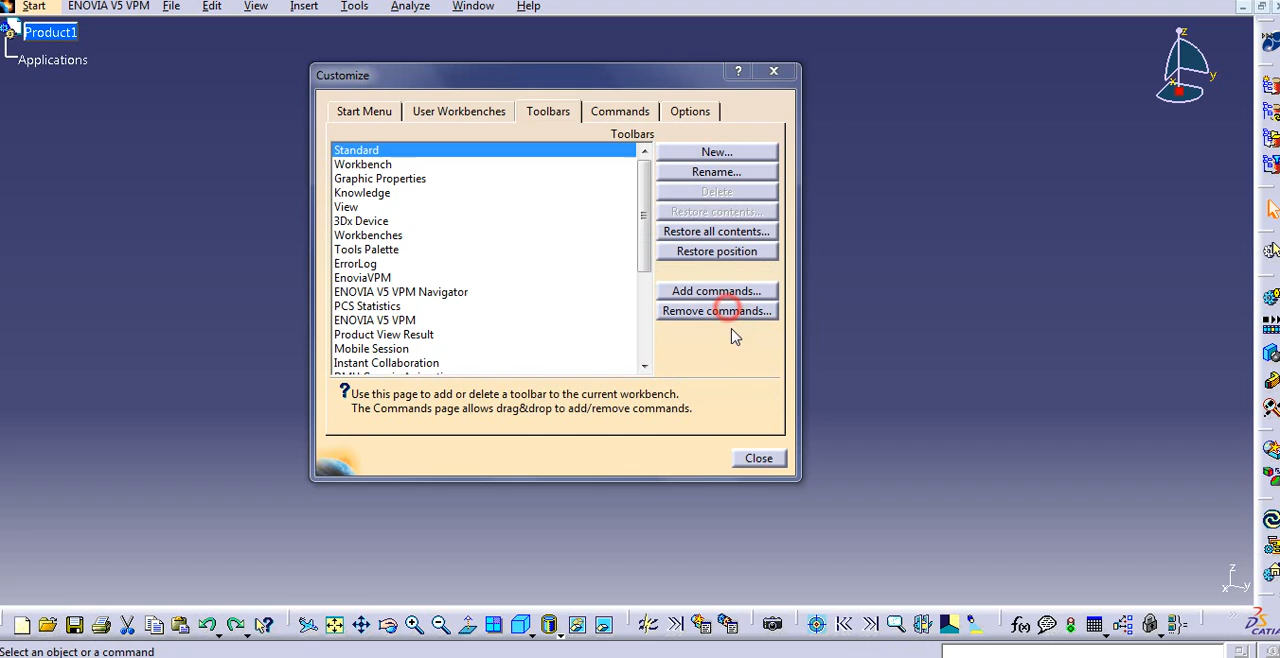 Start ENOVIA V5 VPM File Edit View Insert Tools Analyze Window Help
Product1
Applications
z
y
x
Customize
?
Start Menu User Workbenches Toolbars Commands Options
Toolbars
Standard
Workbench
Graphic Properties
Knowledge
View
3Dx Device
Workbenches
Tools Palette
ErrorLog
EnoviaVPM
ENOVIA V5 VPM Navigator
PCS Statistics
ENOVIA V5 VPM
Product View Result
Mobile Session
Instant Collaboration
New...
Rename...
Delete
Restore contents...
Restore all contents...
Restore position
Add commands...
Remove commands...
? Use this page to add or delete a toolbar to the current workbench.
The Commands page allows drag&drop to add/remove commands.
Close
z
x y
f(x)
CATIA
Select an object or a command